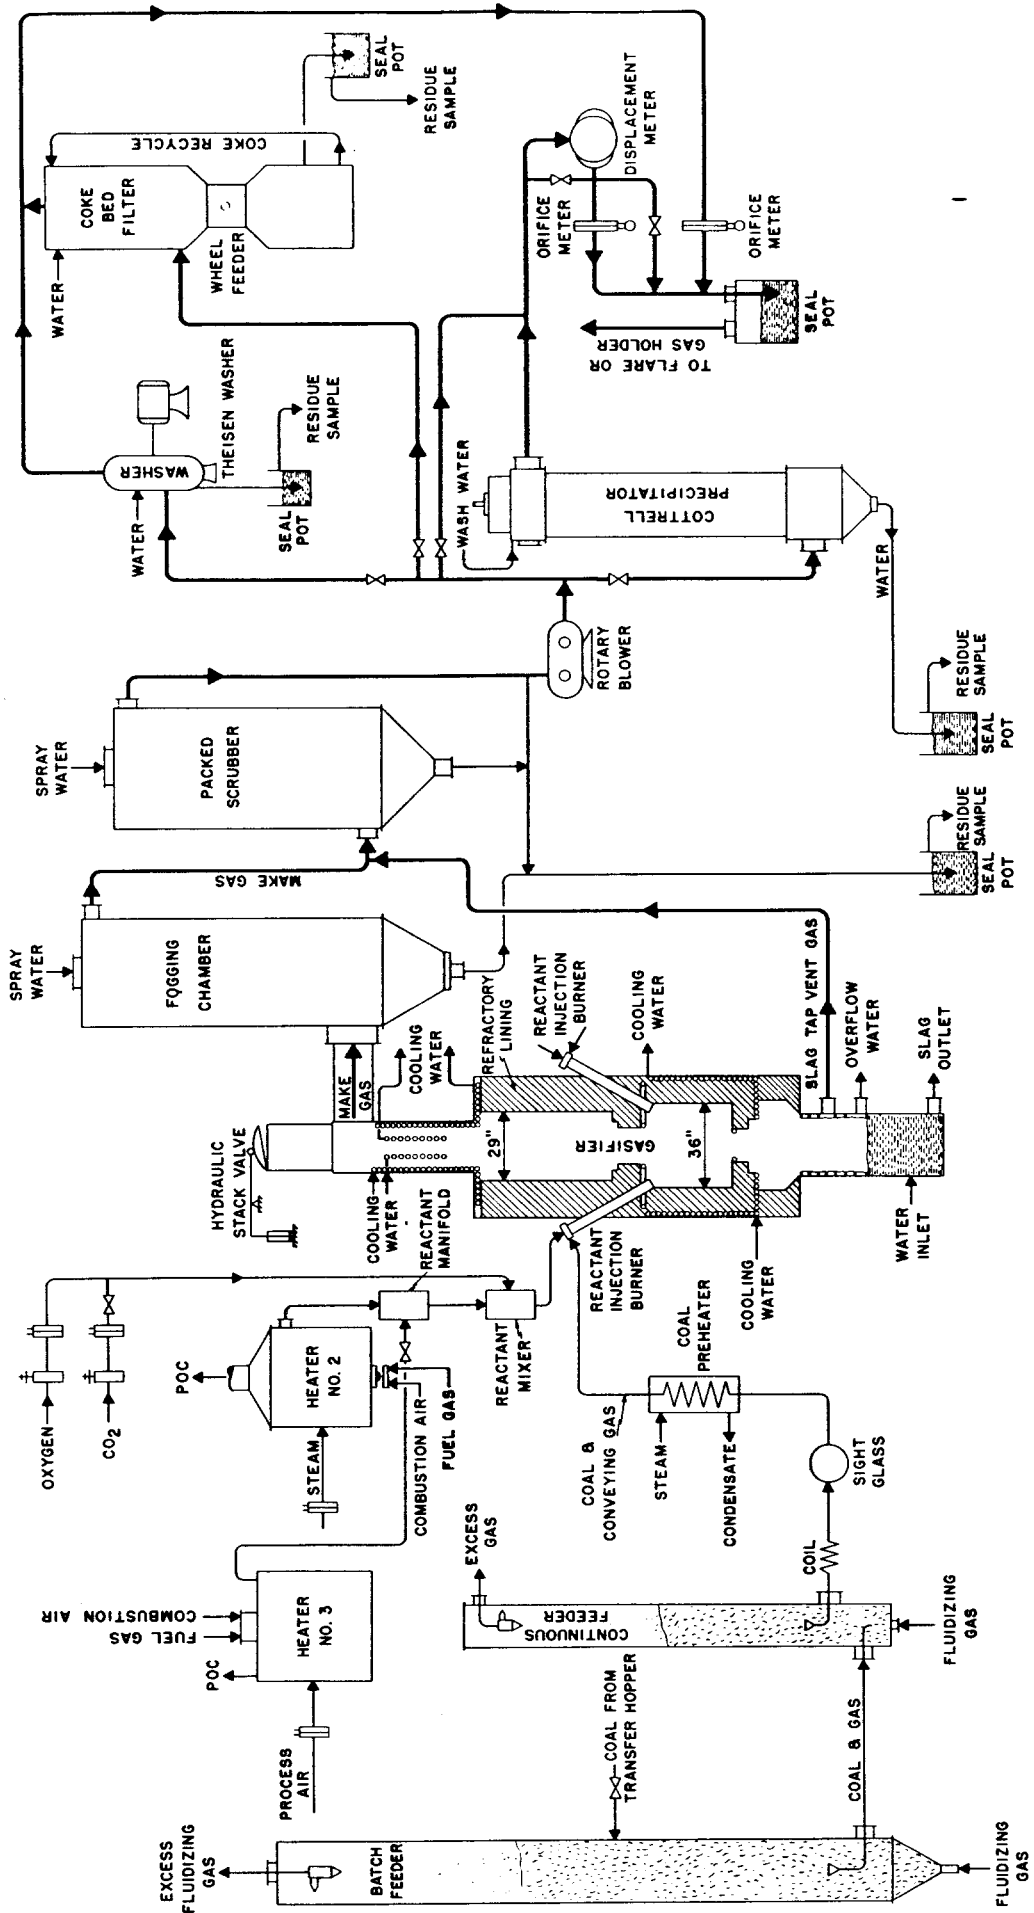 SEAL
POT
RESIDUE
SAMPLE
COKE RECYCLE
COKE
BED
FILTER
WHEEL
FEEDER
WATER
DISPLACEMENT
METER
ORIFICE
METER
ORIFICE
METER
SEAL
POT
TO FLARE OR
GAS HOLDER
THEISEN WASHER
WASHER
WATER
RESIDUE
SAMPLE
SEAL
POT
WASH WATER
COTTRELL
PRECIPITATOR
WATER
RESIDUE
SAMPLE
SEAL
POT
ROTARY
BLOWER
SPRAY
WATER
PACKED
SCRUBBER
MAKE GAS
RESIDUE
SAMPLE
SEAL
POT
SPRAY
WATER
FOGGING
CHAMBER
MAKE
GAS
COOLING
WATER
REFRACTORY
LINING
REACTANT
INJECTION
BURNER
COOLING
WATER
SLAG TAP VENT GAS
OVERFLOW
WATER
SLAG
OUTLET
HYDRAULIC
STACK VALVE
29"
GASIFIER
36"
COOLING
WATER
REACTANT
MANIFOLD
REACTANT
INJECTION
BURNER
COOLING
WATER
WATER
INLET
OXYGEN
CO2
POC
HEATER
NO. 2
STEAM
COMBUSTION AIR
FUEL GAS
REACTANT
MIXER
COAL
PREHEATER
COAL &
CONVEYING GAS
STEAM
CONDENSATE
SIGHT
GLASS
COMBUSTION AIR
FUEL GAS
POC
HEATER
NO. 3
PROCESS
AIR
EXCESS
GAS
CONTINUOUS
FEEDER
COIL
FLUIDIZING
GAS
COAL FROM
TRANSFER HOPPER
COAL & GAS
EXCESS
FLUIDIZING
GAS
BATCH
FEEDER
FLUIDIZING
GAS